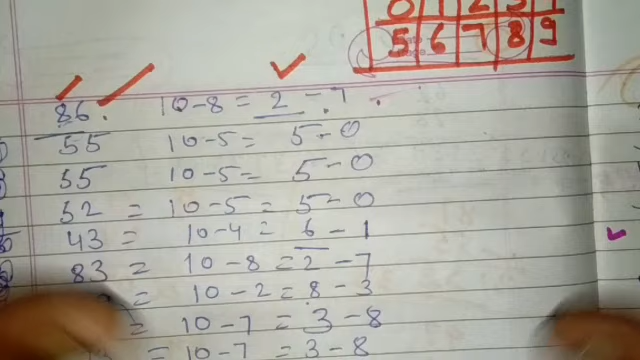 0 1 2 3 4
5 6 7 8 9
86. 10-8 = 2 - 7
55 10-5 = 5-0
55 10-5 = 5-0
52 = 10-5 = 5-0
43 = 10-4 = 6-1
83 = 10-8 = 2-7
= 10-2 = 8-3
= 10-7 = 3-8
= 10-7 = 3-8